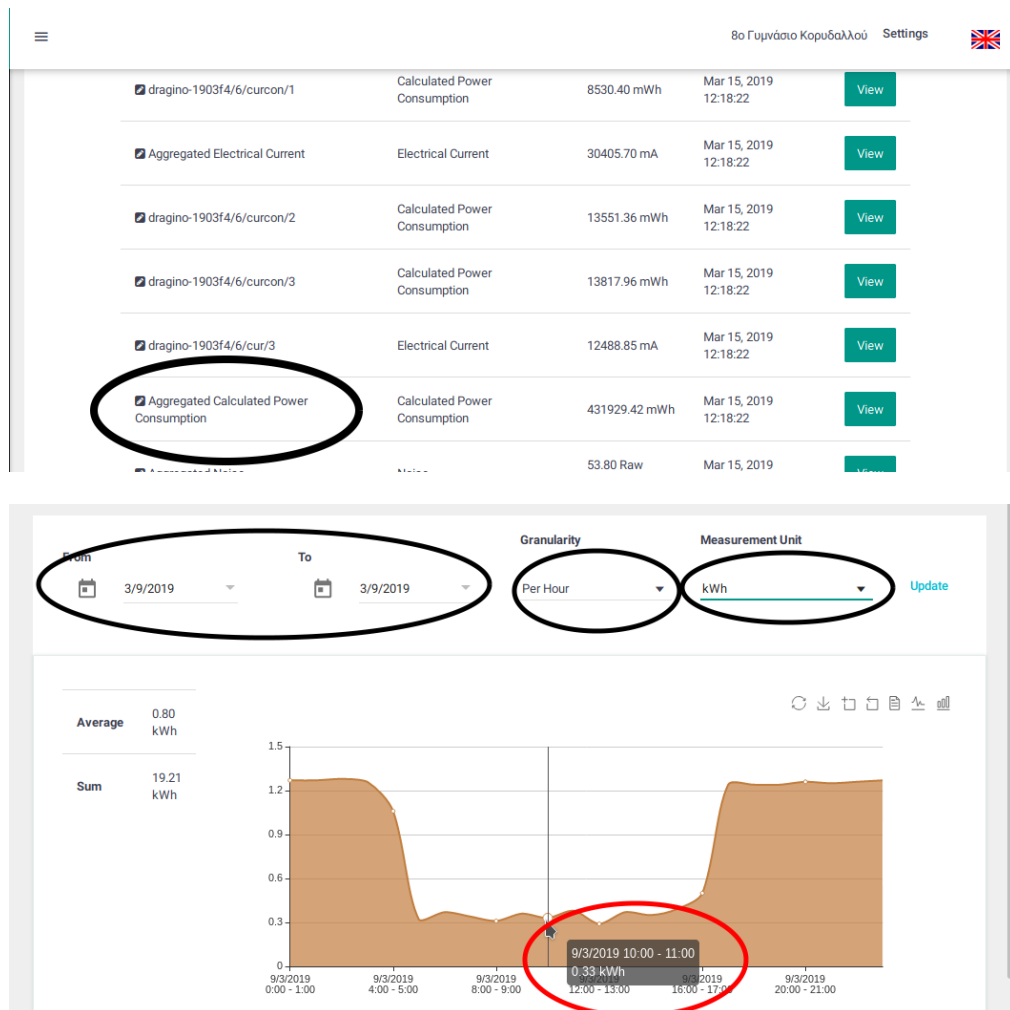 8ο Γυμνάσιο Κορυδαλλού Settings
dragino-1903f4/6/curcon/1 Calculated Power Consumption 8530.40 mWh Mar 15, 2019 12:18:22 View
Aggregated Electrical Current Electrical Current 30405.70 mA Mar 15, 2019 12:18:22 View
dragino-1903f4/6/curcon/2 Calculated Power Consumption 13551.36 mWh Mar 15, 2019 12:18:22 View
dragino-1903f4/6/curcon/3 Calculated Power Consumption 13817.96 mWh Mar 15, 2019 12:18:22 View
dragino-1903f4/6/cur/3 Electrical Current 12488.85 mA Mar 15, 2019 12:18:22 View
Aggregated Calculated Power Consumption Calculated Power Consumption 431929.42 mWh Mar 15, 2019 12:18:22 View
Aggregated Noise Noise 53.80 Raw Mar 15, 2019 View
From To Granularity Measurement Unit
3/9/2019 3/9/2019 Per Hour kWh Update
Average 0.80 kWh
Sum 19.21 kWh
1.5
1.2
0.9
0.6
0.3
0
9/3/2019 10:00 - 11:00
0.33 kWh
9/3/2019 9/3/2019 9/3/2019 9/3/2019 9/3/2019 9/3/2019
0:00 - 1:00 4:00 - 5:00 8:00 - 9:00 12:00 - 13:00 16:00 - 17:00 20:00 - 21:00